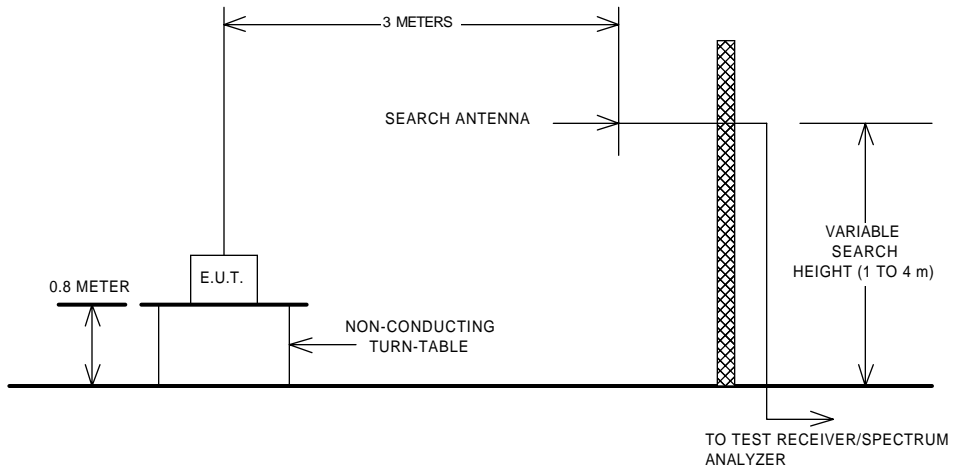 3 METERS
SEARCH ANTENNA
VARIABLE
SEARCH
HEIGHT (1 TO 4 m)
E.U.T.
0.8 METER
NON-CONDUCTING
TURN-TABLE
TO TEST RECEIVER/SPECTRUM
ANALYZER